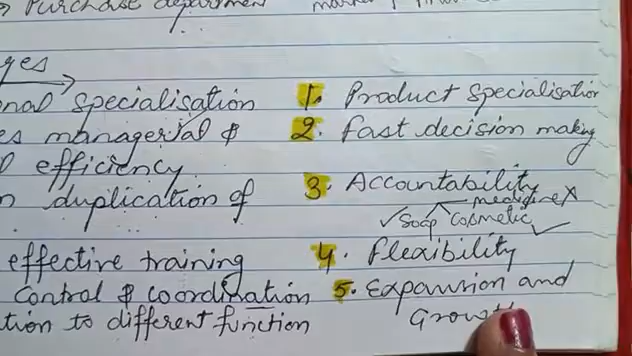 Purchase department
ges
onal specialisation 1. Product specialisation
es managerial & 2. fast decision making
efficiency
3. Accountability
n duplication of
medicine X
✓ Soap Cosmetic ✓
effective training 4. flexibility
Control & coordination 5. Expansion and
Growth
tion to different function